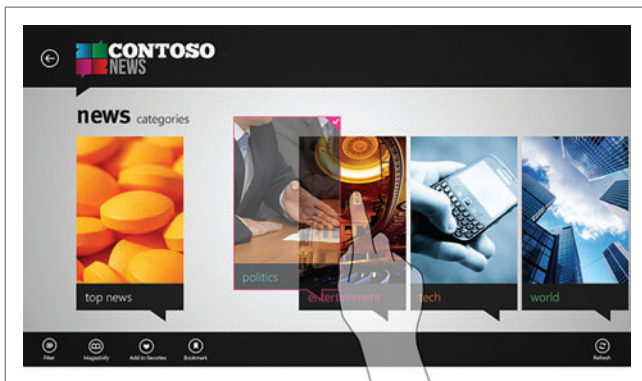 CONTOSO
NEWS
news categories
politics
top news
entertainment
tech
world
Filter
Magazinify
Add to favorites
Bookmark
Refresh